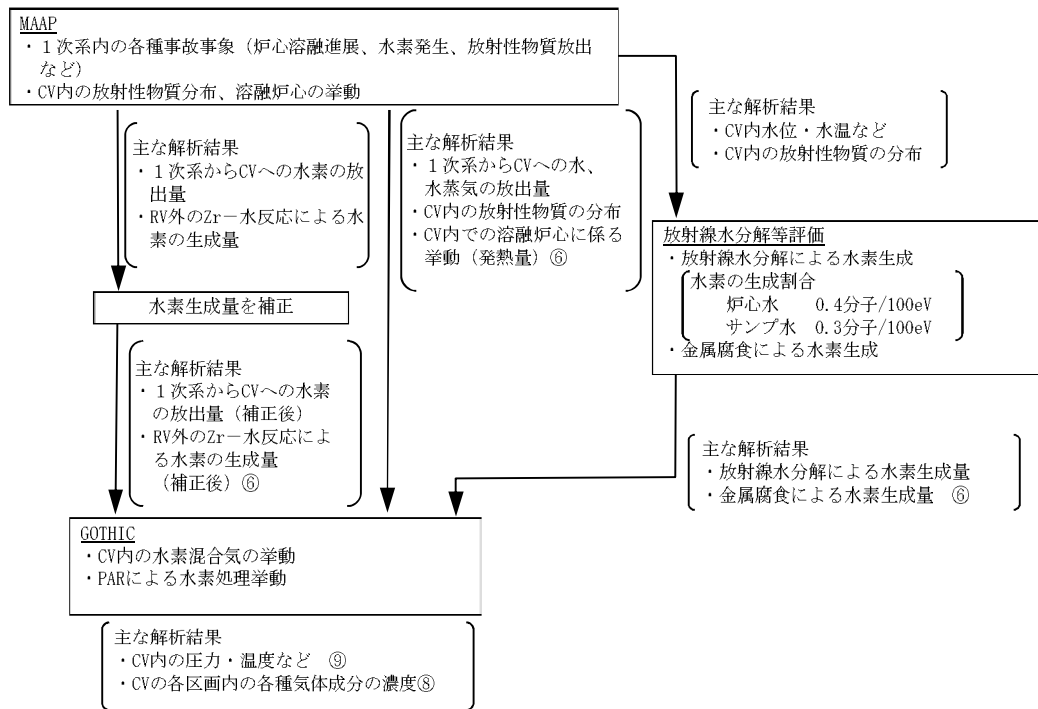 MAAP
・１次系内の各種事故事象（炉心溶融進展、水素発生、放射性物質放出
など）
・CV内の放射性物質分布、溶融炉心の挙動
主な解析結果
・１次系からCVへの水素の放
出量
・RV外のZr－水反応による水
素の生成量
主な解析結果
・１次系からCVへの水、
水蒸気の放出量
・CV内の放射性物質の分布
・CV内での溶融炉心に係る
挙動（発熱量）⑥
主な解析結果
・CV内水位・水温など
・CV内の放射性物質の分布
放射線水分解等評価
・放射線水分解による水素生成
水素の生成割合
炉心水　0.4分子/100eV
サンプ水　0.3分子/100eV
・金属腐食による水素生成
水素生成量を補正
主な解析結果
・１次系からCVへの水素
の放出量（補正後）
・RV外のZr－水反応によ
る水素の生成量
（補正後）⑥
主な解析結果
・放射線水分解による水素生成量
・金属腐食による水素生成量　⑥
GOTHIC
・CV内の水素混合気の挙動
・PARによる水素処理挙動
主な解析結果
・CV内の圧力・温度など　⑨
・CVの各区画内の各種気体成分の濃度⑧